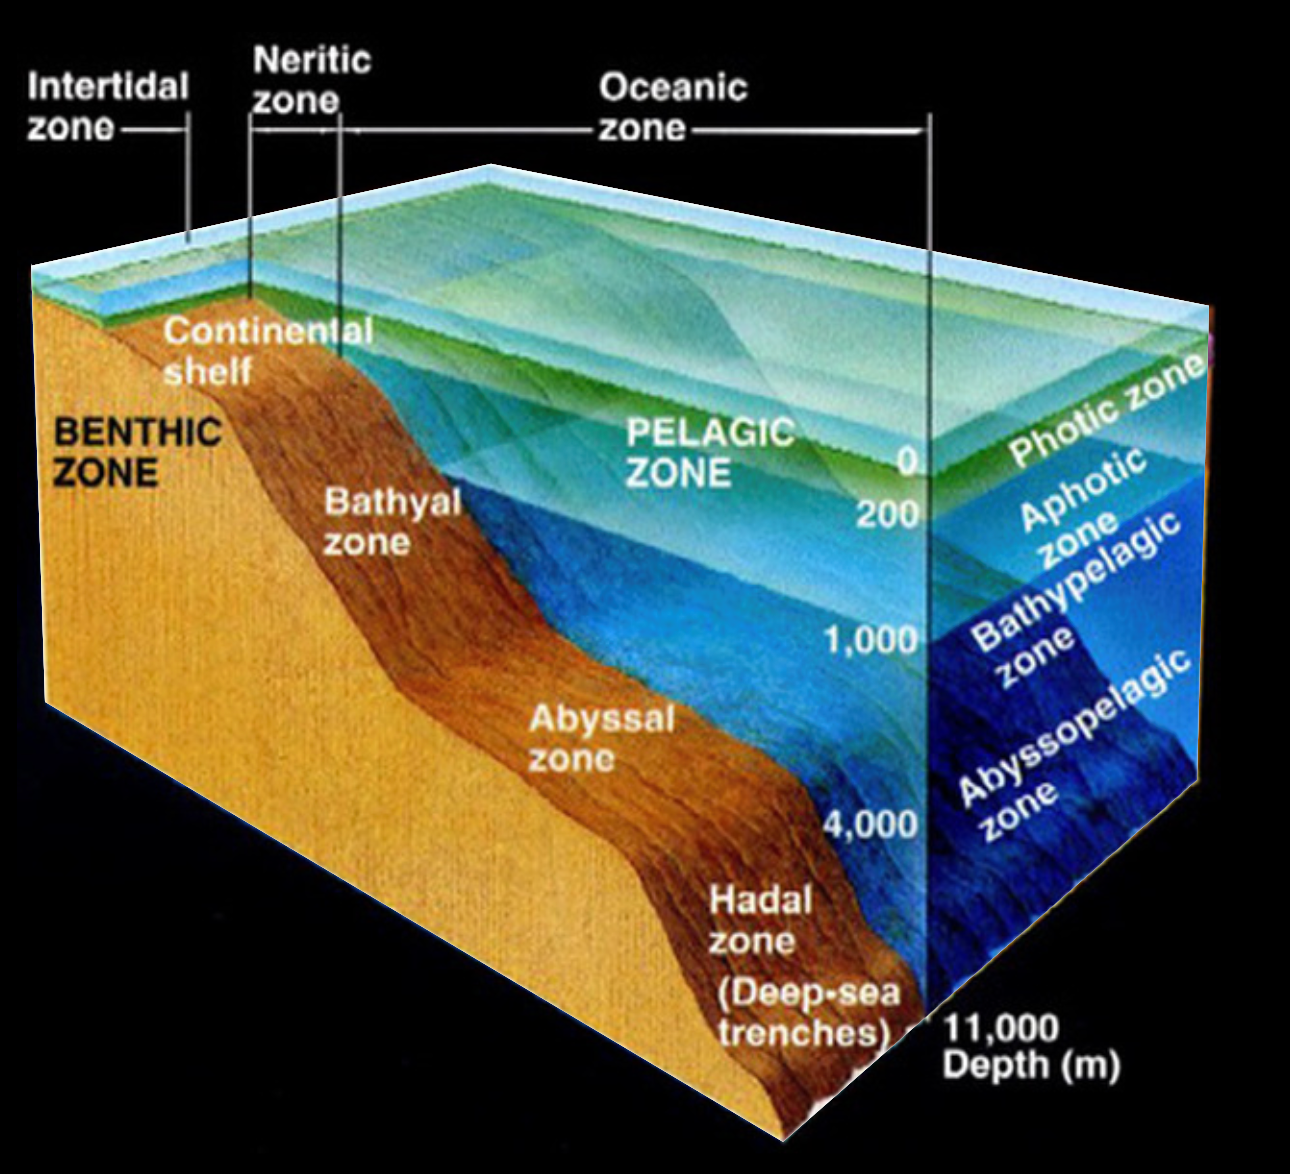 Intertidal
zone
Neritic
zone
Oceanic
zone
Continental
shelf
BENTHIC
ZONE
PELAGIC
ZONE
Bathyal
zone
Abyssal
zone
Hadal
zone
(Deep-sea
trenches)
0
200
1,000
4,000
11,000
Depth (m)
Photic zone
Aphotic
zone
Bathypelagic
zone
Abyssopelagic
zone